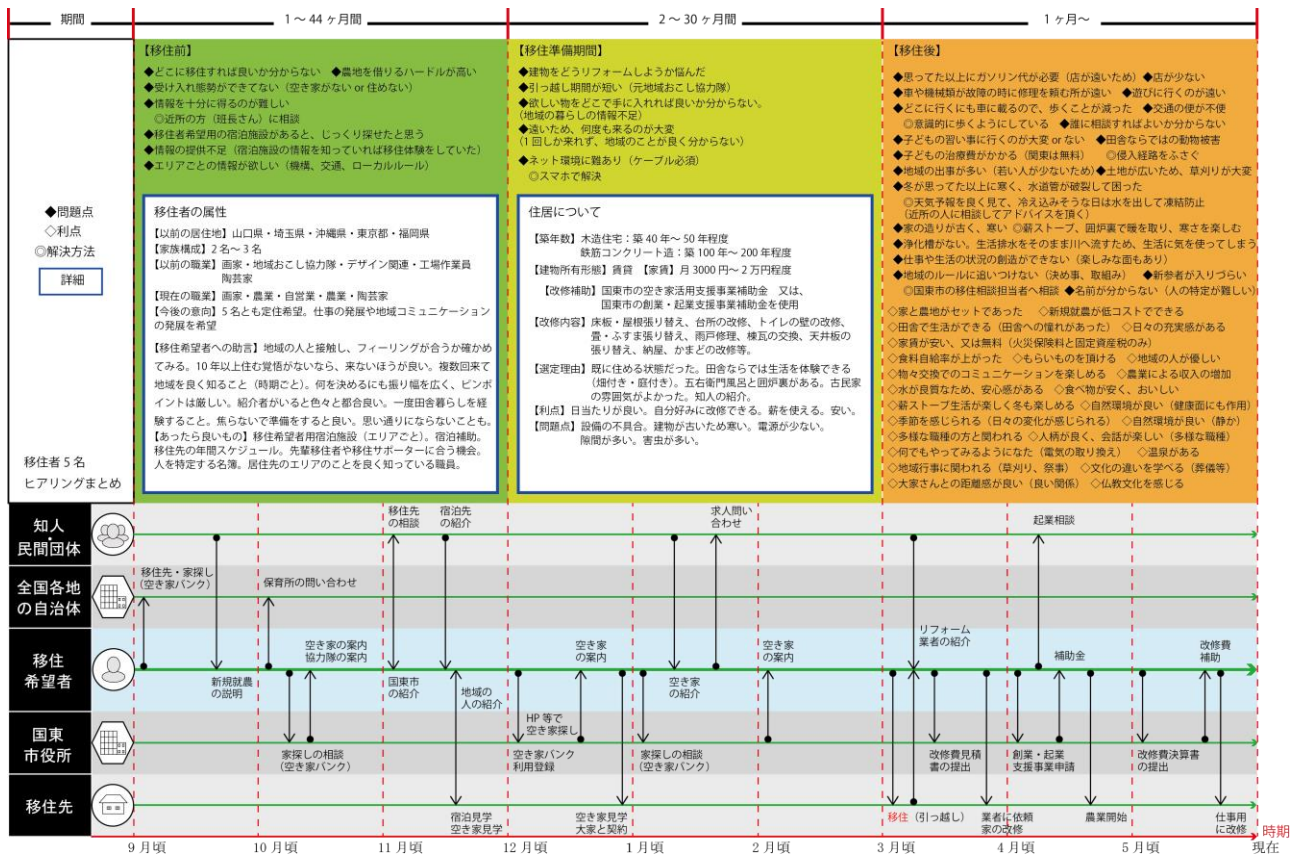 期間
1～44ヶ月間
2～30ヶ月間
1ヶ月～
◆問題点
◇利点
◎解決方法
詳細
移住者5名
ヒアリングまとめ
【移住前】
◆どこに移住すれば良いか分からない ◆農地を借りるハードルが高い
◆受け入れ態勢ができてない（空き家がない or 住めない）
◆情報を十分に得るのが難しい
◎近所の方（班長さん）に相談
◆移住者希望用の宿泊施設があると、じっくり探せたと思う
◆情報の提供不足（宿泊施設の情報を知っていれば移住体験をしていた）
◆エリアごとの情報が欲しい（機構、交通、ローカルルール）
移住者の属性
【以前の居住地】山口県・埼玉県・沖縄県・東京都・福岡県
【家族構成】2名～3名
【以前の職業】画家・地域おこし協力隊・デザイン関連・工場作業員
陶芸家
【現在の職業】画家・農業・自営業・農業・陶芸家
【今後の意向】5名とも定住希望。仕事の発展や地域コミュニケーション
の発展を希望
【移住希望者への助言】地域の人と接触し、フィーリングが合うか確かめ
てみる。10年以上住む覚悟がないなら、来ないほうが良い。複数回来て
地域を良く知ること（時期ごと）。何を決めるにも振り幅を広く、ピンポ
イントは厳しい。紹介者がいると色々と都合良い。一度田舎暮らしを経
験すること。焦らないで準備をすると良い。思い通りにならないことも。
【あったら良いもの】移住希望者用宿泊施設（エリアごと）。宿泊補助。
移住先の年間スケジュール。先輩移住者や移住サポーターに合う機会。
人を特定する名簿。居住先のエリアのことを良く知っている職員。
【移住準備期間】
◆建物をどうリフォームしようか悩んだ
◆引っ越し期間が短い（元地域おこし協力隊）
◆欲しい物をどこで手に入れれば良いか分からない。
（地域の暮らしの情報不足）
◆遠いため、何度も来るのが大変
（1回しか来れず、地域のことが良く分からない）
◆ネット環境に難あり（ケーブル必須）
◎スマホで解決
住居について
【築年数】木造住宅：築40年～50年程度
鉄筋コンクリート造：築100年～200年程度
【建物所有形態】賃貸 【家賃】月3000円～2万円程度
【改修補助】国東市の空き家活用支援事業補助金 又は、
国東市の創業・起業支援事業補助金を使用
【改修内容】床板・屋根張り替え、台所の改修、トイレの壁の改修、
畳・ふすま張り替え、雨戸修理、棟瓦の交換、天井板の
張り替え、納屋、かまどの改修等。
【選定理由】既に住める状態だった。田舎ならでは生活を体験できる
（畑付き・庭付き）。五右衛門風呂と囲炉裏がある。古民家
の雰囲気がよかった。知人の紹介。
【利点】日当たりが良い。自分好みに改修できる。薪を使える。安い。
【問題点】設備の不具合。建物が古いため寒い。電源が少ない。
隙間が多い。害虫が多い。
【移住後】
◆思ってた以上にガソリン代が必要（店が遠いため）◆店が少ない
◆車や機械類が故障の時に修理を頼む所が遠い ◆遊びに行くのが遠い
◆どこに行くにも車に載るので、歩くことが減った ◆交通の便が不便
◎意識的に歩くようにしている ◆誰に相談すればよいか分からない
◆子どもの習い事に行くのが大変 or ない ◆田舎ならではの動物被害
◆子どもの治療費がかかる（関東は無料） ◎侵入経路をふさぐ
◆地域の出事が多い（若い人が少ないため）◆土地が広いため、草刈りが大変
◆冬が思ってた以上に寒く、水道管が破裂して困った
◎天気予報を良く見て、冷え込みそうな日は水を出して凍結防止
（近所の人に相談してアドバイスを頂く）
◆家の造りが古く、寒い ◎薪ストーブ、囲炉裏で暖を取り、寒さを楽しむ
◆浄化槽がない。生活排水をそのまま川へ流すため、生活に気を使ってしまう
◆仕事や生活の状況の創造ができない（楽しみな面もあり）
◆地域のルールに追いつけない（決め事、取組み） ◆新参者が入りづらい
◎国東市の移住相談担当者へ相談 ◆名前が分からない（人の特定が難しい）
◇家と農地がセットであった ◇新規就農が低コストでできる
◇田舎で生活ができる（田舎への憧れがあった）◇日々の充実感がある
◇家賃が安い、又は無料（火災保険料と固定資産税のみ）
◇食料自給率が上がった ◇もらいものを頂ける ◇地域の人が優しい
◇物々交換でのコミュニケーションを楽しめる ◇農業による収入の増加
◇水が良質なため、安心感がある ◇食べ物が安く、おいしい
◇薪ストーブ生活が楽しく冬も楽しめる ◇自然環境が良い（健康面にも作用）
◇季節を感じられる（日々の変化が感じられる）◇自然環境が良い（静か）
◇多様な職種の方と関われる ◇人柄が良く、会話が楽しい（多様な職種）
◇何でもやってみるようになた（電気の取り換え） ◇温泉がある
◇地域行事に関われる（草刈り、祭事） ◇文化の違いを学べる（葬儀等）
◇大家さんとの距離感が良い（良い関係）◇仏教文化を感じる
知人
・
民間団体
移住先
の相談
宿泊先
の紹介
求人問い
合わせ
起業相談
全国各地
の自治体
移住先・家探し
（空き家バンク）
保育所の問い合わせ
移住
希望者
新規就農
の説明
空き家の案内
協力隊の案内
国東市
の紹介
地域の
人の紹介
空き家
の案内
空き家
の紹介
空き家
の案内
リフォーム
業者の紹介
補助金
改修費
補助
国東
市役所
家探しの相談
（空き家バンク）
HP等で
空き家探し
空き家バンク
利用登録
家探しの相談
（空き家バンク）
改修費見積
書の提出
創業・起業
支援事業申請
改修費決算書
の提出
移住先
宿泊見学
空き家見学
空き家見学
大家と契約
移住（引っ越し）
業者に依頼
家の改修
農業開始
仕事用
に改修
時期
9月頃
10月頃
11月頃
12月頃
1月頃
2月頃
3月頃
4月頃
5月頃
現在